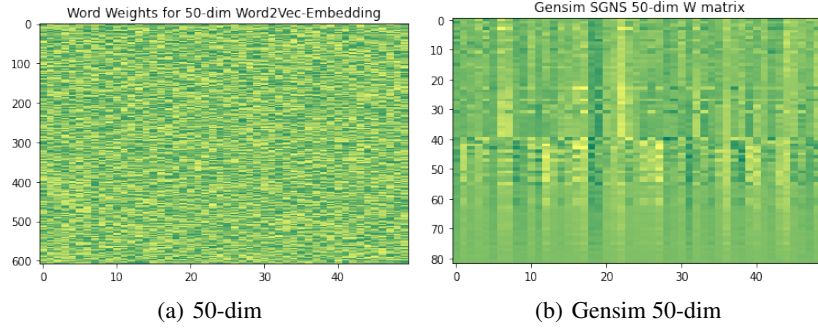 Word Weights for 50-dim Word2Vec-Embedding
0
100
200
300
400
500
600
0 10 20 30 40
(a) 50-dim
Gensim SGNS 50-dim W matrix
0
10
20
30
40
50
60
70
80
0 10 20 30 40
(b) Gensim 50-dim